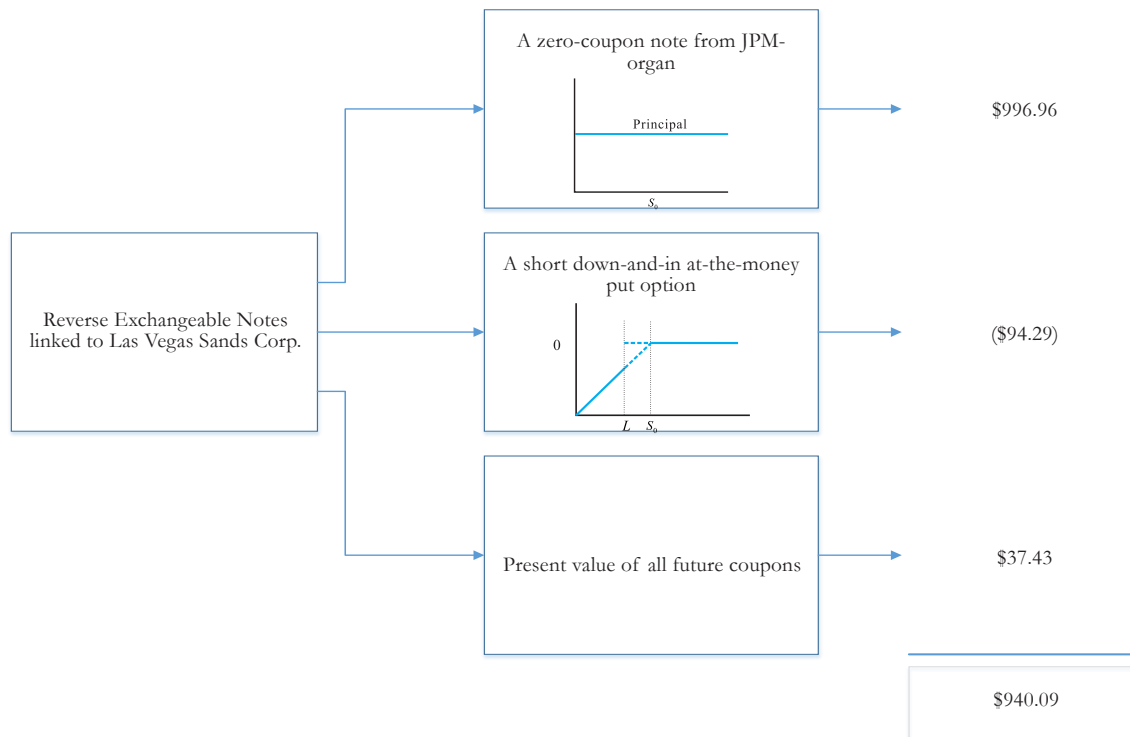 A zero-coupon note from JPM-
organ
Principal
S₀
$996.96
Reverse Exchangeable Notes
linked to Las Vegas Sands Corp.
A short down-and-in at-the-money
put option
0
L S₀
($94.29)
Present value of all future coupons
$37.43
$940.09